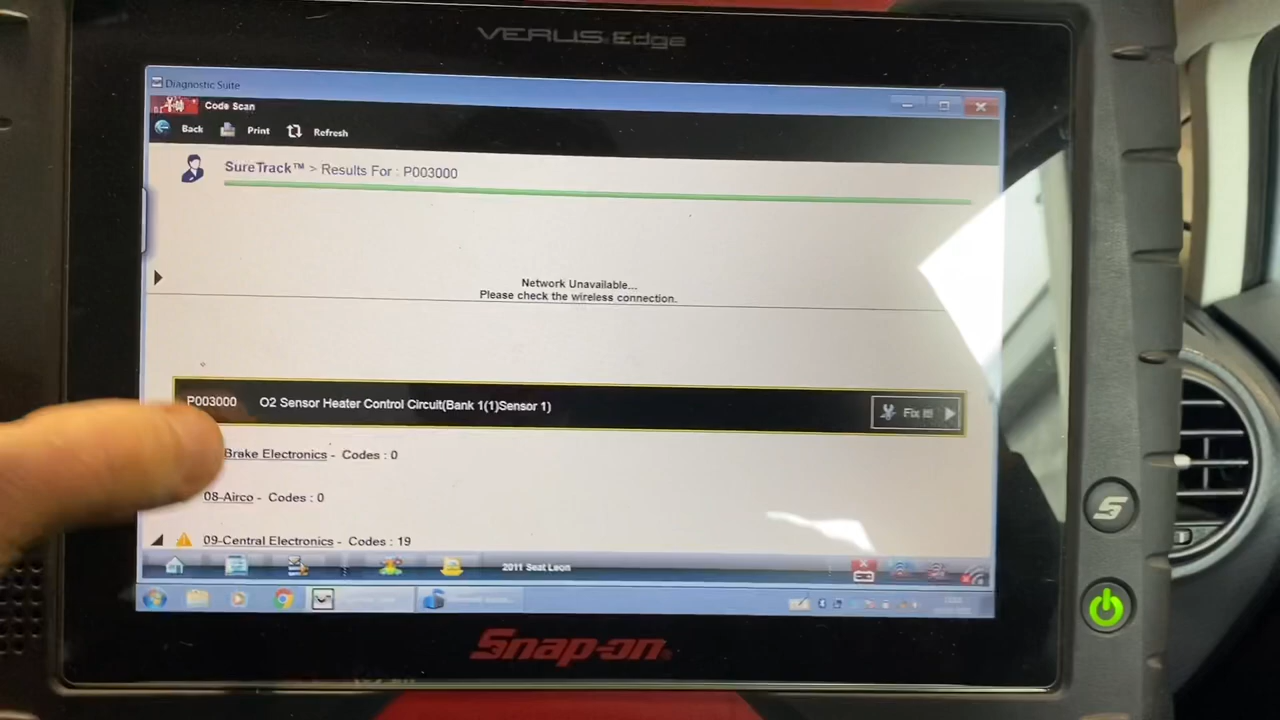 VERUS Edge
Diagnostic Suite
Code Scan
Back Print Refresh
SureTrack™ > Results For : P003000
Network Unavailable...
Please check the wireless connection.
P003000 O2 Sensor Heater Control Circuit(Bank 1(1)Sensor 1) Fix It!
Brake Electronics - Codes : 0
08-Airco - Codes : 0
09-Central Electronics - Codes : 19
2011 Seat Leon
S
Snap-on